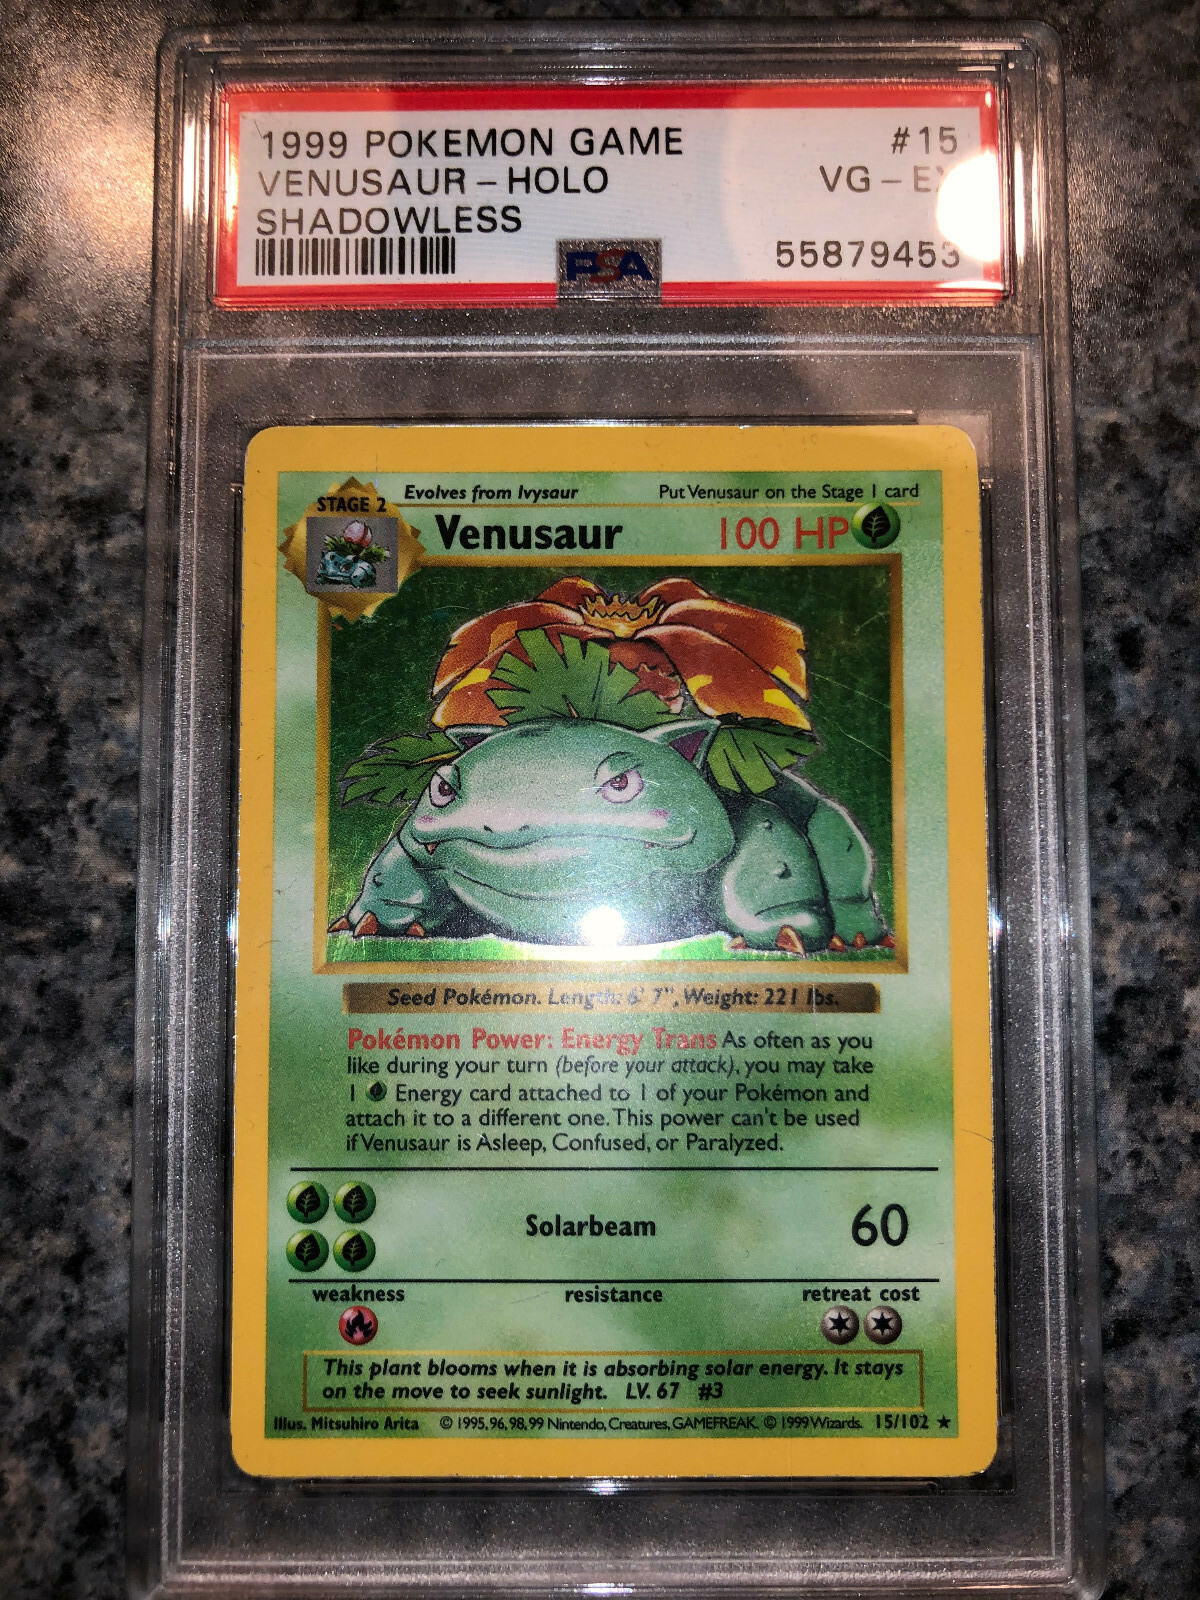 1999 POKEMON GAME #15
VENUSAUR - HOLO VG - EX
SHADOWLESS
PSA 55879453
STAGE 2 Evolves from Ivysaur Put Venusaur on the Stage 1 card
Venusaur 100 HP
Seed Pokémon. Length: 6' 7", Weight: 221 lbs.
Pokémon Power: Energy Trans As often as you
like during your turn (before your attack), you may take
1 Energy card attached to 1 of your Pokémon and
attach it to a different one. This power can't be used
if Venusaur is Asleep, Confused, or Paralyzed.
Solarbeam 60
weakness resistance retreat cost
This plant blooms when it is absorbing solar energy. It stays
on the move to seek sunlight. LV. 67 #3
Illus. Mitsuhiro Arita © 1995, 96, 98, 99 Nintendo, Creatures, GAMEFREAK. © 1999 Wizards. 15/102 ★